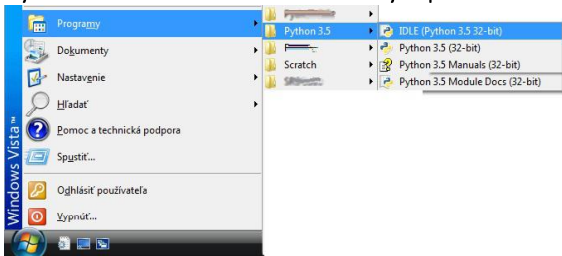 Programy
Dokumenty
Nastavenie
Hľadať
Pomoc a technická podpora
Spustiť...
Odhlásiť používateľa
Vypnúť...
Windows Vista™
Python 3.5
Scratch
IDLE (Python 3.5 32-bit)
Python 3.5 (32-bit)
Python 3.5 Manuals (32-bit)
Python 3.5 Module Docs (32-bit)